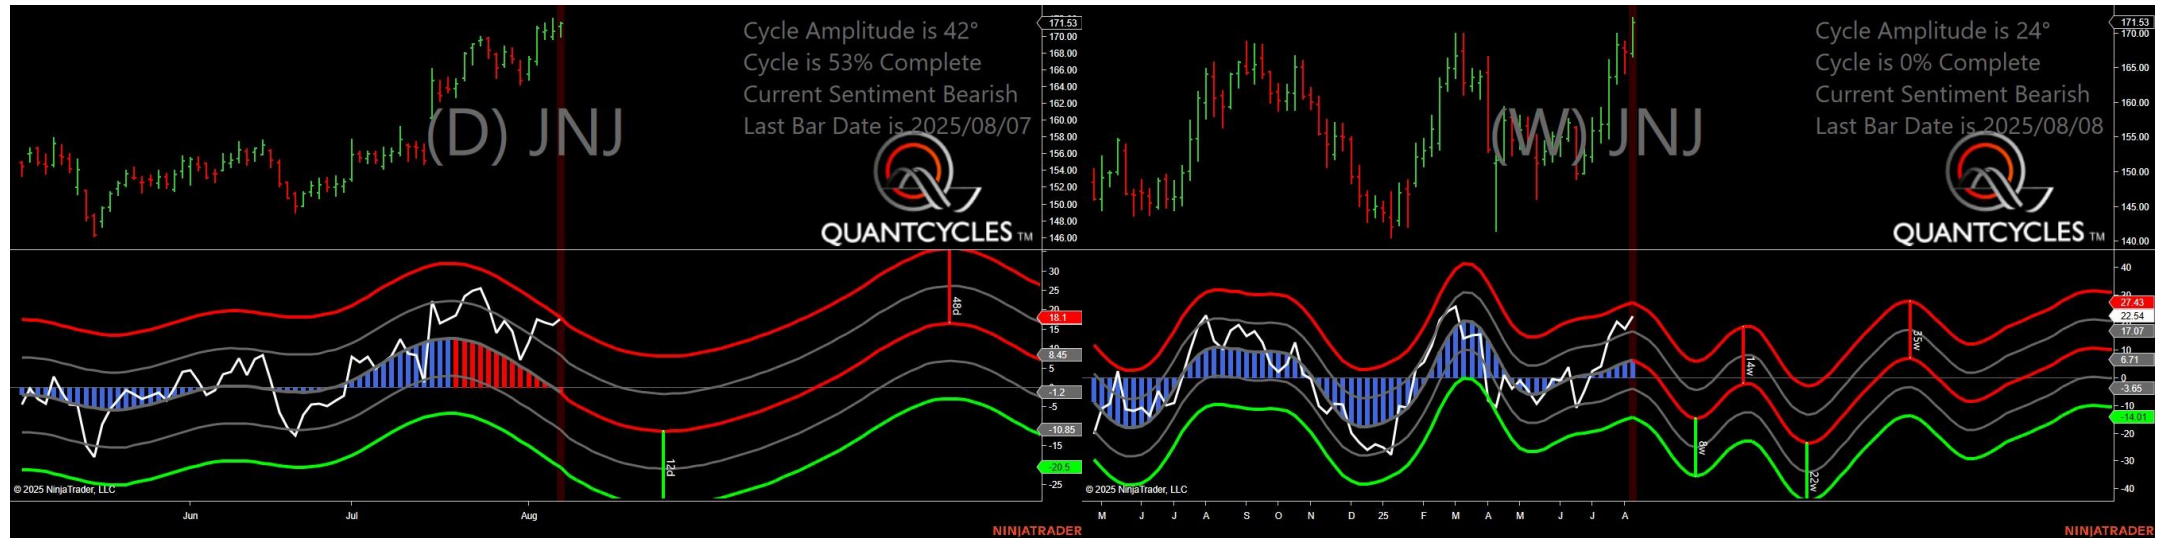 Cycle Amplitude is 42°
Cycle is 53% Complete
Current Sentiment Bearish
Last Bar Date is 2025/08/07
(D) JNJ
QUANTCYCLES TM
171.53
170.00
168.00
166.00
164.00
162.00
160.00
158.00
156.00
154.00
152.00
150.00
148.00
146.00
30
25
20
18.1
15
10
8.45
5
0
-1.2
-5
-10.85
-15
-20.5
-25
48d
12d
© 2025 NinjaTrader, LLC
Jun
Jul
Aug
NINJATRADER
Cycle Amplitude is 24°
Cycle is 0% Complete
Current Sentiment Bearish
Last Bar Date is 2025/08/08
(W) JNJ
QUANTCYCLES TM
171.53
170.00
165.00
160.00
155.00
150.00
145.00
140.00
40
30
27.43
22.54
17.07
10
6.71
0
-3.65
-10
-14.01
-20
-30
-40
8w
14w
22w
35w
© 2025 NinjaTrader, LLC
M J J A S O N D 25 F M A M J J A
NINJATRADER